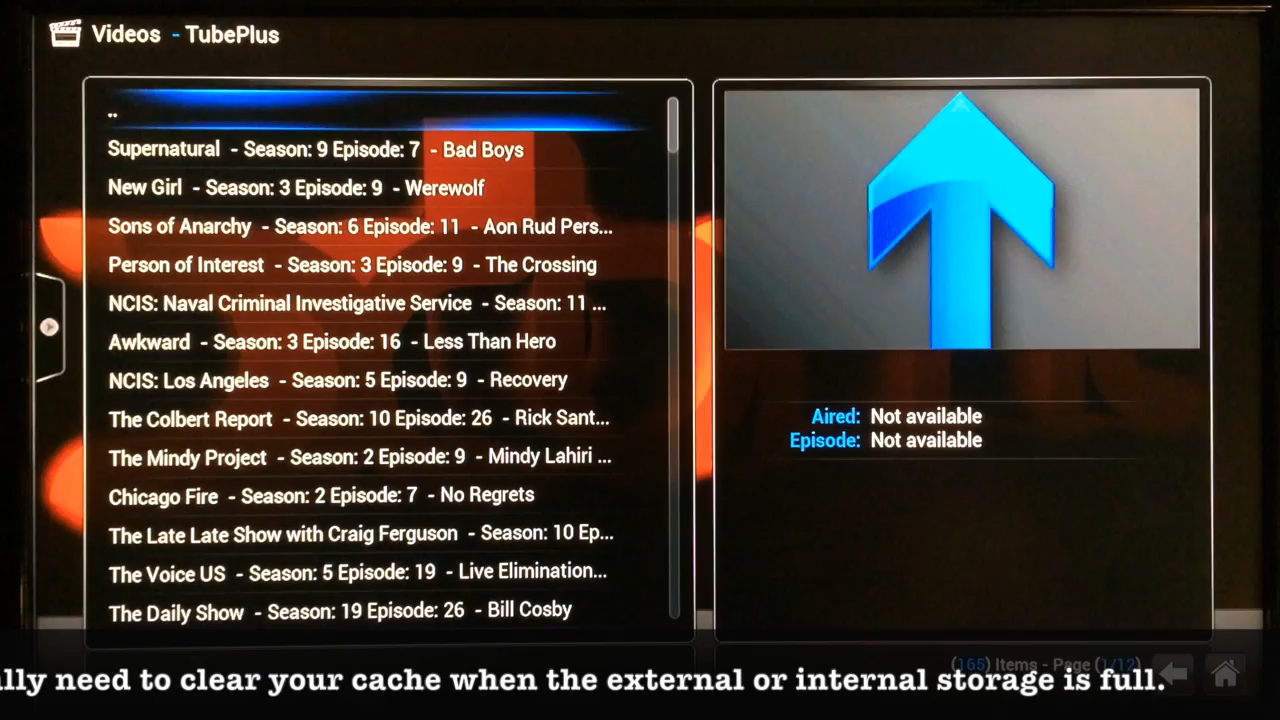 Videos - TubePlus
..
Supernatural - Season: 9 Episode: 7 - Bad Boys
New Girl - Season: 3 Episode: 9 - Werewolf
Sons of Anarchy - Season: 6 Episode: 11 - Aon Rud Pers...
Person of Interest - Season: 3 Episode: 9 - The Crossing
NCIS: Naval Criminal Investigative Service - Season: 11 ...
Awkward - Season: 3 Episode: 16 - Less Than Hero
NCIS: Los Angeles - Season: 5 Episode: 9 - Recovery
The Colbert Report - Season: 10 Episode: 26 - Rick Sant...
The Mindy Project - Season: 2 Episode: 9 - Mindy Lahiri ...
Chicago Fire - Season: 2 Episode: 7 - No Regrets
The Late Late Show with Craig Ferguson - Season: 10 Ep...
The Voice US - Season: 5 Episode: 19 - Live Elimination...
The Daily Show - Season: 19 Episode: 26 - Bill Cosby
Aired: Not available
Episode: Not available
(165) Items - Page (1/12)
need to clear your cache when the external or internal storage is full.